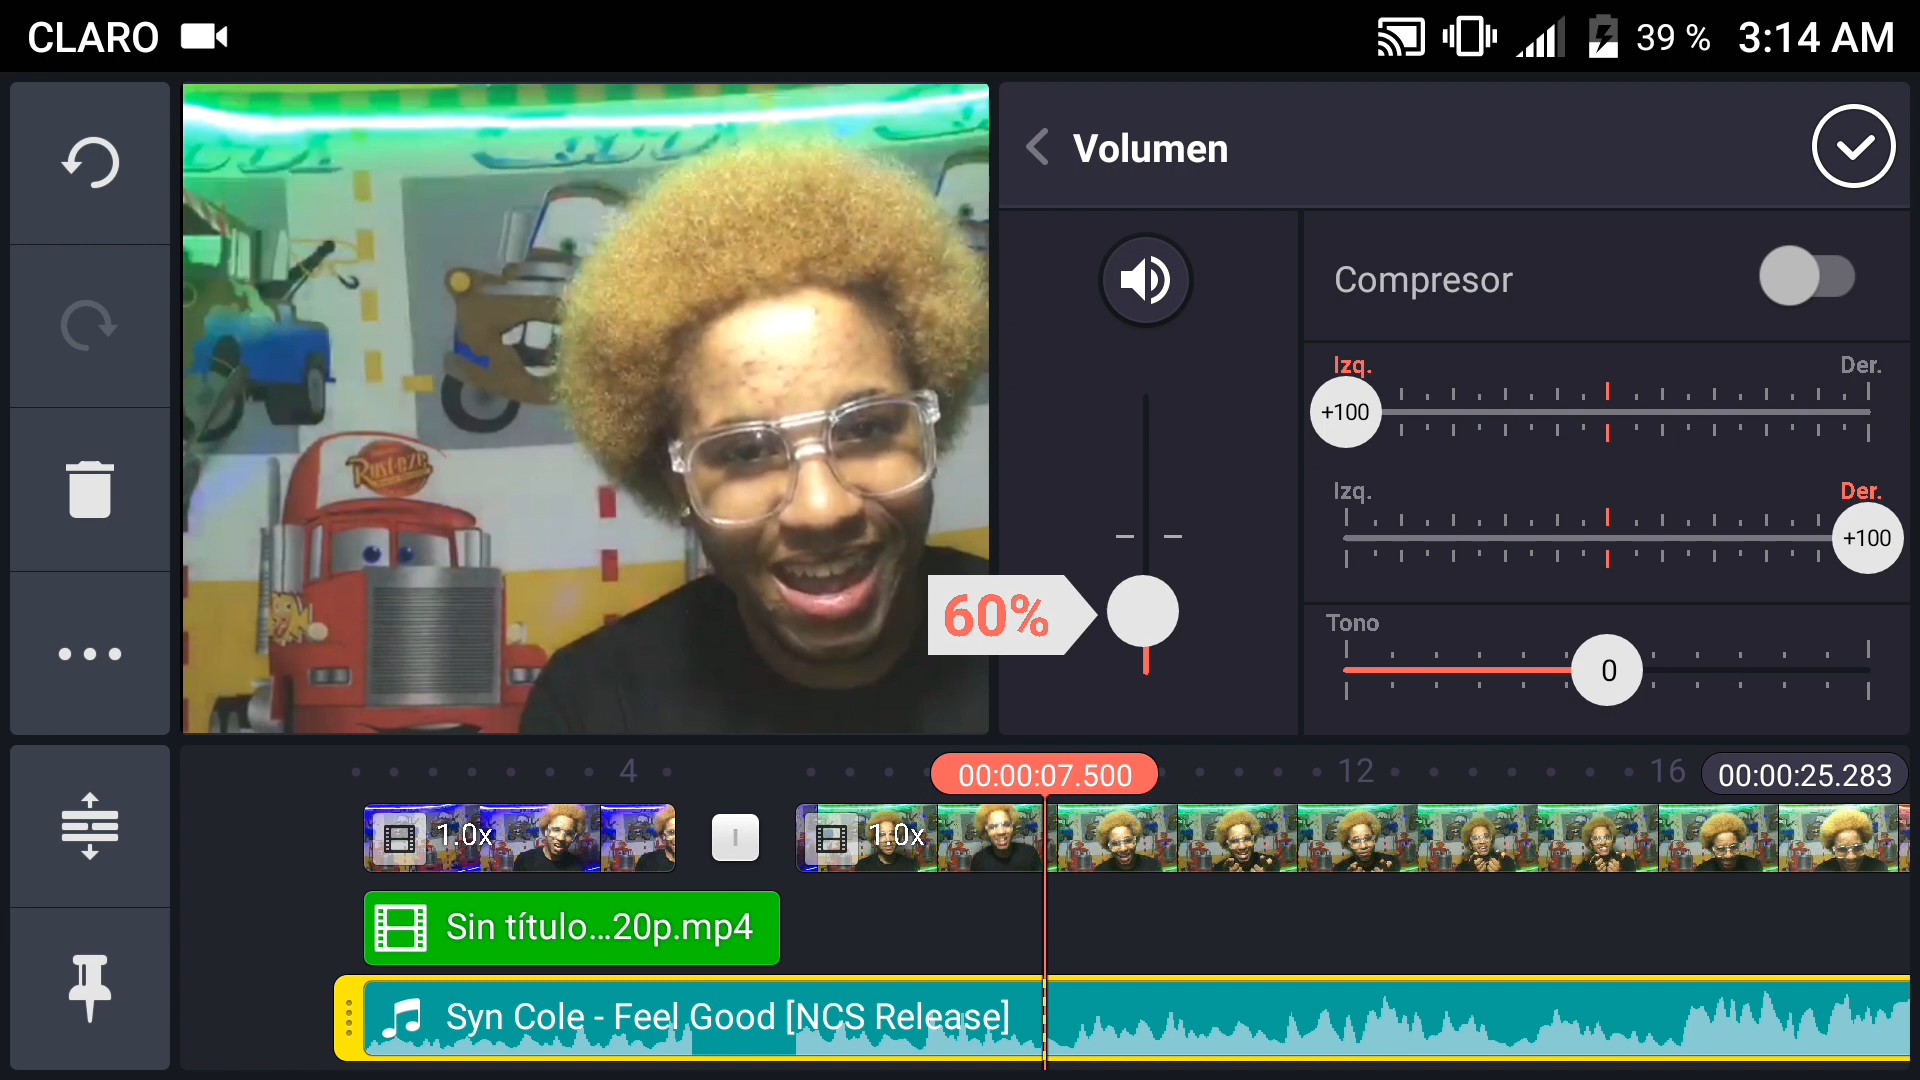 CLARO
39 % 3:14 AM
Volumen
Compresor
Izq. Der.
+100
Izq. Der.
+100
60%
Tono
0
Rust-eze
4 00:00:07.500 12 16 00:00:25.283
1.0x 1.0x
Sin título...20p.mp4
Syn Cole - Feel Good [NCS Release]